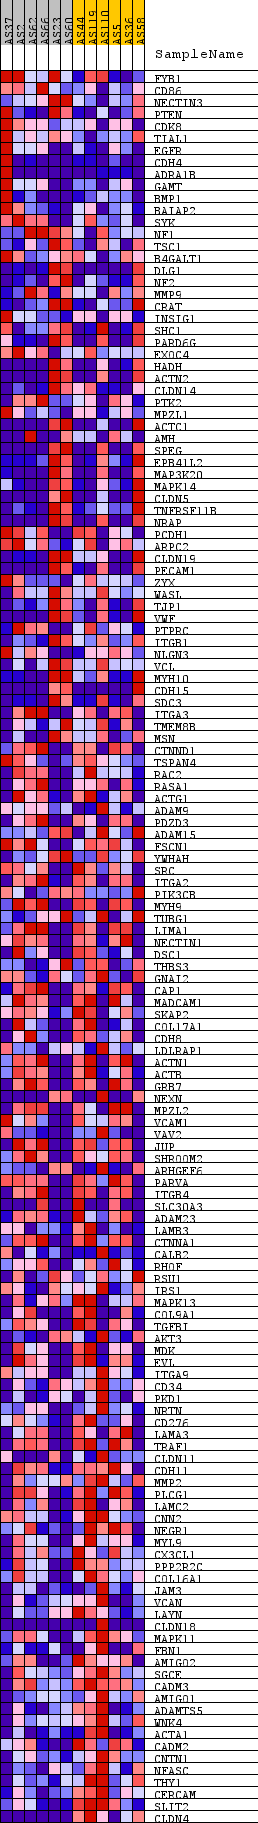 AS37
AS2
AS62
AS66
AS23
AS60
AS44
AS119
AS110
AS5
AS36
AS58
SampleName
FYB1
CD86
NECTIN3
PTEN
CDK8
TIAL1
EGFR
CDH4
ADRA1B
GAMT
BMP1
BAIAP2
SYK
NF1
TSC1
B4GALT1
DLG1
NF2
MMP9
CRAT
INSIG1
SHC1
PARD6G
EXOC4
HADH
ACTN2
CLDN14
PTK2
MPZL1
ACTC1
AMH
SPEG
EPB41L2
MAP3K20
MAPK14
CLDN5
TNFRSF11B
NRAP
PCDH1
ARPC2
CLDN19
PECAM1
ZYX
WASL
TJP1
VWF
PTPRC
ITGB1
NLGN3
VCL
MYH10
CDH15
SDC3
ITGA3
TMEM8B
MSN
CTNND1
TSPAN4
RAC2
RASA1
ACTG1
ADAM9
PDZD3
ADAM15
FSCN1
YWHAH
SRC
ITGA2
PIK3CB
MYH9
TUBG1
LIMA1
NECTIN1
DSC1
THBS3
GNAI2
CAP1
MADCAM1
SKAP2
COL17A1
CDH8
LDLRAP1
ACTN1
ACTB
GRB7
NEXN
MPZL2
VCAM1
VAV2
JUP
SHROOM2
ARHGEF6
PARVA
ITGB4
SLC30A3
ADAM23
LAMB3
CTNNA1
CALB2
RHOF
RSU1
IRS1
MAPK13
COL9A1
TGFBI
AKT3
MDK
EVL
ITGA9
CD34
PKD1
NRTN
CD276
LAMA3
TRAF1
CLDN11
CDH11
MMP2
PLCG1
LAMC2
CNN2
NEGR1
MYL9
CX3CL1
PPP2R2C
COL16A1
JAM3
VCAN
LAYN
CLDN18
MAPK11
FBN1
AMIGO2
SGCE
CADM3
AMIGO1
ADAMTS5
WNK4
ACTA1
CADM2
CNTN1
NFASC
THY1
CERCAM
SLIT2
CLDN4